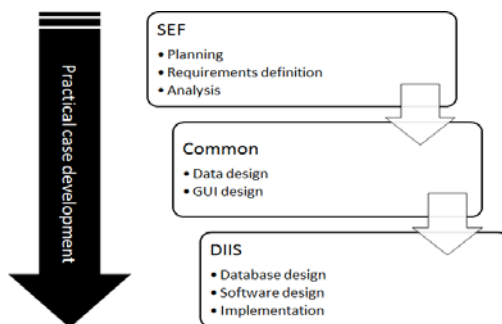 Practical case development
SEF
• Planning
• Requirements definition
• Analysis
Common
• Data design
• GUI design
DIIS
• Database design
• Software design
• Implementation